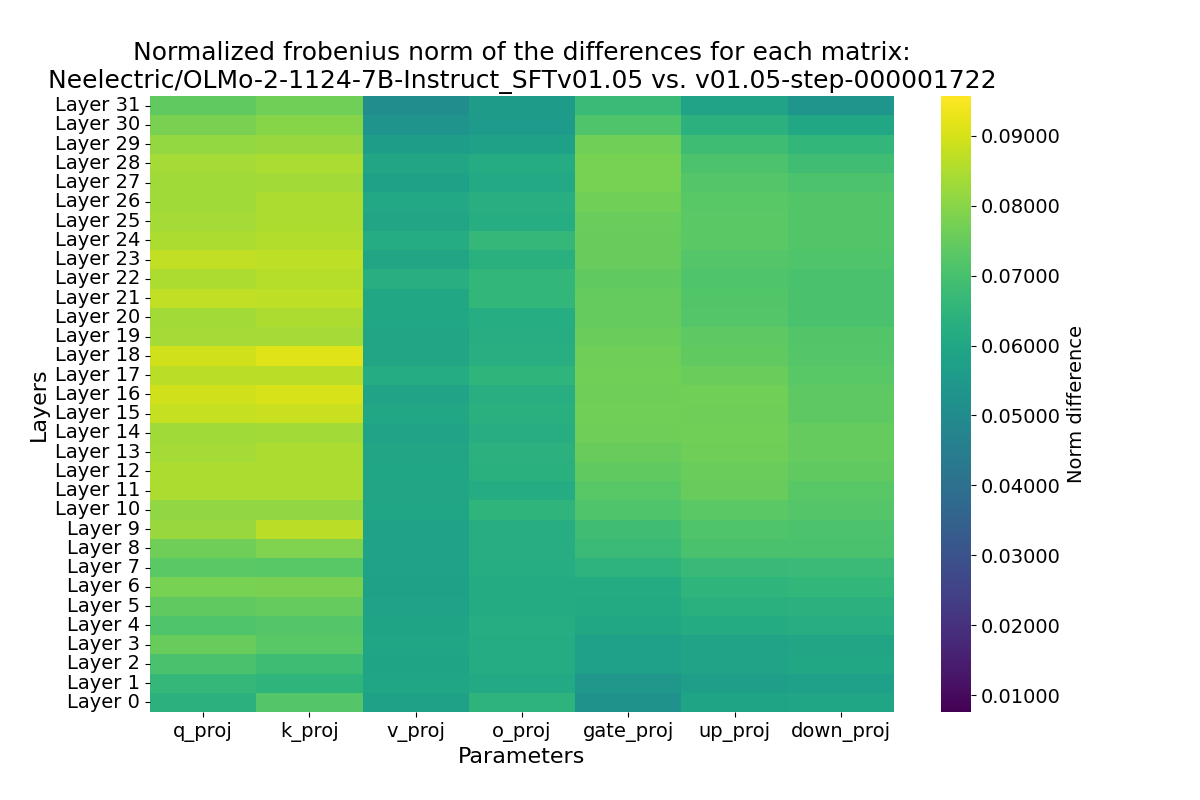 Normalized frobenius norm of the differences for each matrix:
Neelectric/OLMo-2-1124-7B-Instruct_SFTv01.05 vs. v01.05-step-000001722
Layers
Layer 31
Layer 30
Layer 29
Layer 28
Layer 27
Layer 26
Layer 25
Layer 24
Layer 23
Layer 22
Layer 21
Layer 20
Layer 19
Layer 18
Layer 17
Layer 16
Layer 15
Layer 14
Layer 13
Layer 12
Layer 11
Layer 10
Layer 9
Layer 8
Layer 7
Layer 6
Layer 5
Layer 4
Layer 3
Layer 2
Layer 1
Layer 0
q_proj k_proj v_proj o_proj gate_proj up_proj down_proj
Parameters
0.09000
0.08000
0.07000
0.06000
0.05000
0.04000
0.03000
0.02000
0.01000
Norm difference